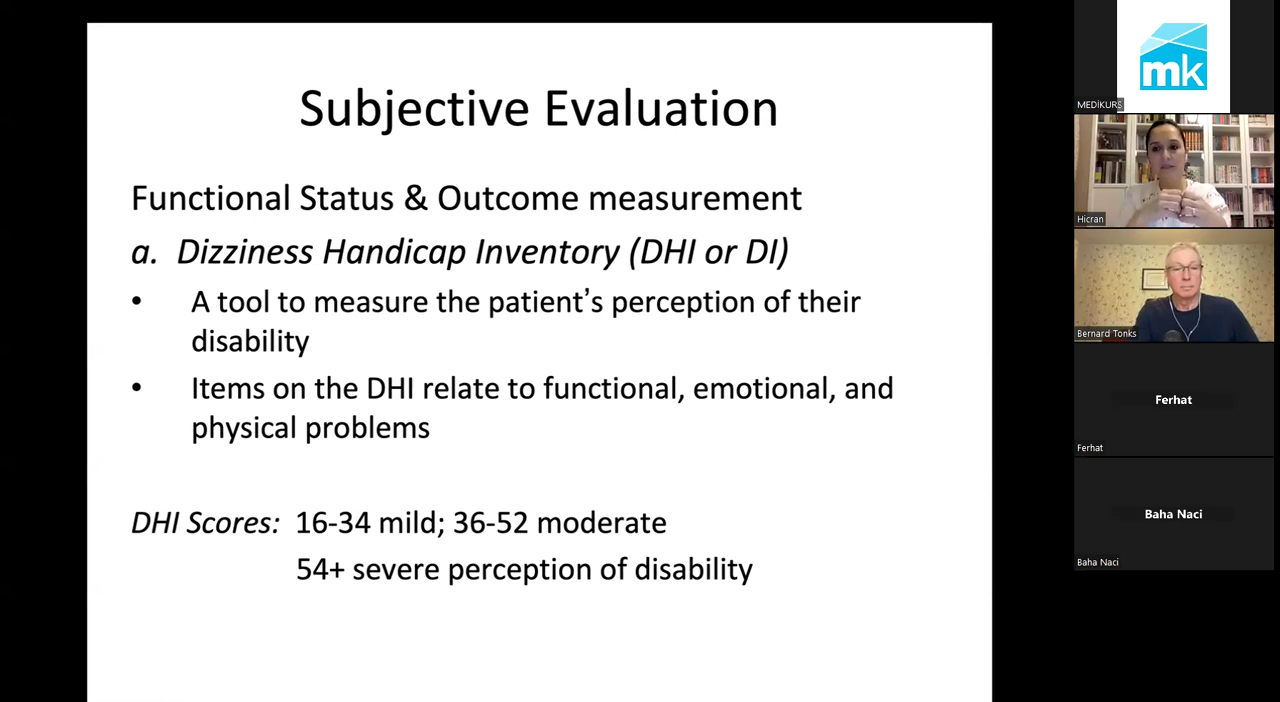 Subjective Evaluation
Functional Status & Outcome measurement
a. Dizziness Handicap Inventory (DHI or DI)
• A tool to measure the patient’s perception of their
disability
• Items on the DHI relate to functional, emotional, and
physical problems
DHI Scores: 16-34 mild; 36-52 moderate
54+ severe perception of disability
mk
MEDİKURS
Hicran
Bernard Tonks
Ferhat
Ferhat
Baha Naci
Baha Naci